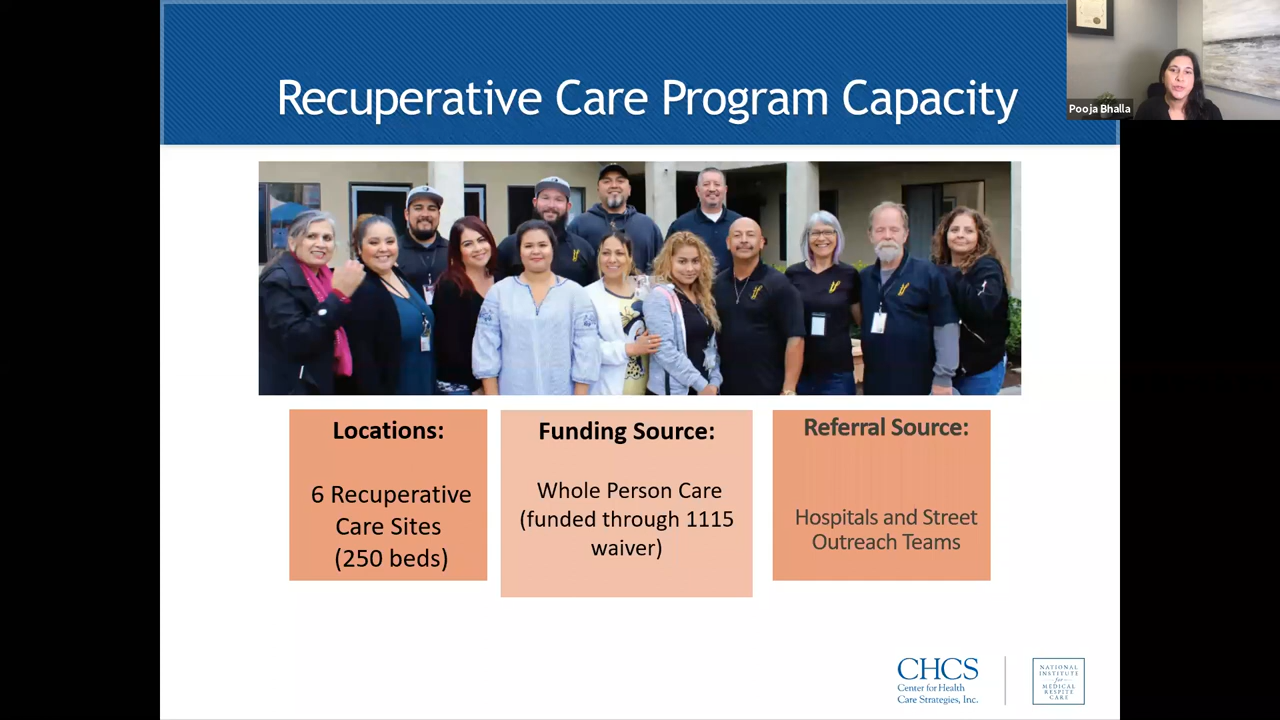 Recuperative Care Program Capacity
Pooja Bhalla
Locations:
6 Recuperative
Care Sites
(250 beds)
Funding Source:
Whole Person Care
(funded through 1115
waiver)
Referral Source:
Hospitals and Street
Outreach Teams
CHCS
Center for Health
Care Strategies, Inc.
NATIONAL
INSTITUTE
for
MEDICAL
RESPITE
CARE